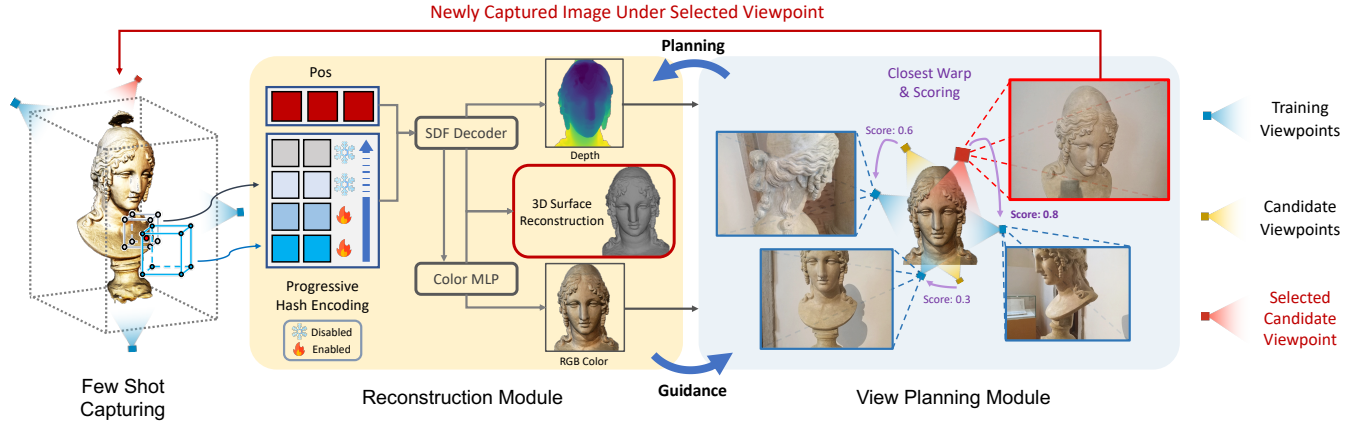 Newly Captured Image Under Selected Viewpoint
Planning
Pos
SDF Decoder
Depth
3D Surface
Reconstruction
Color MLP
RGB Color
Progressive
Hash Encoding
Disabled
Enabled
Closest Warp
& Scoring
Score: 0.6
Score: 0.8
Score: 0.3
Training
Viewpoints
Candidate
Viewpoints
Selected
Candidate
Viewpoint
Few Shot
Capturing
Reconstruction Module
Guidance
View Planning Module